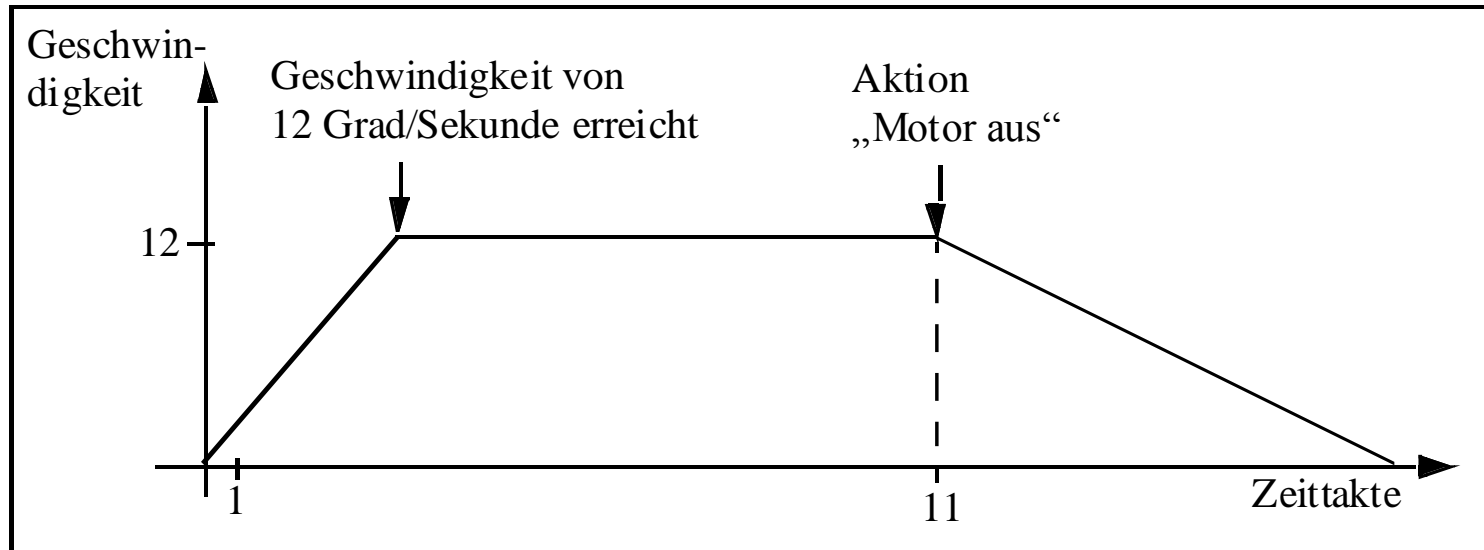 Geschwin-
digkeit
Geschwindigkeit von
12 Grad/Sekunde erreicht
Aktion
„Motor aus“
12
1
11
Zeittakte